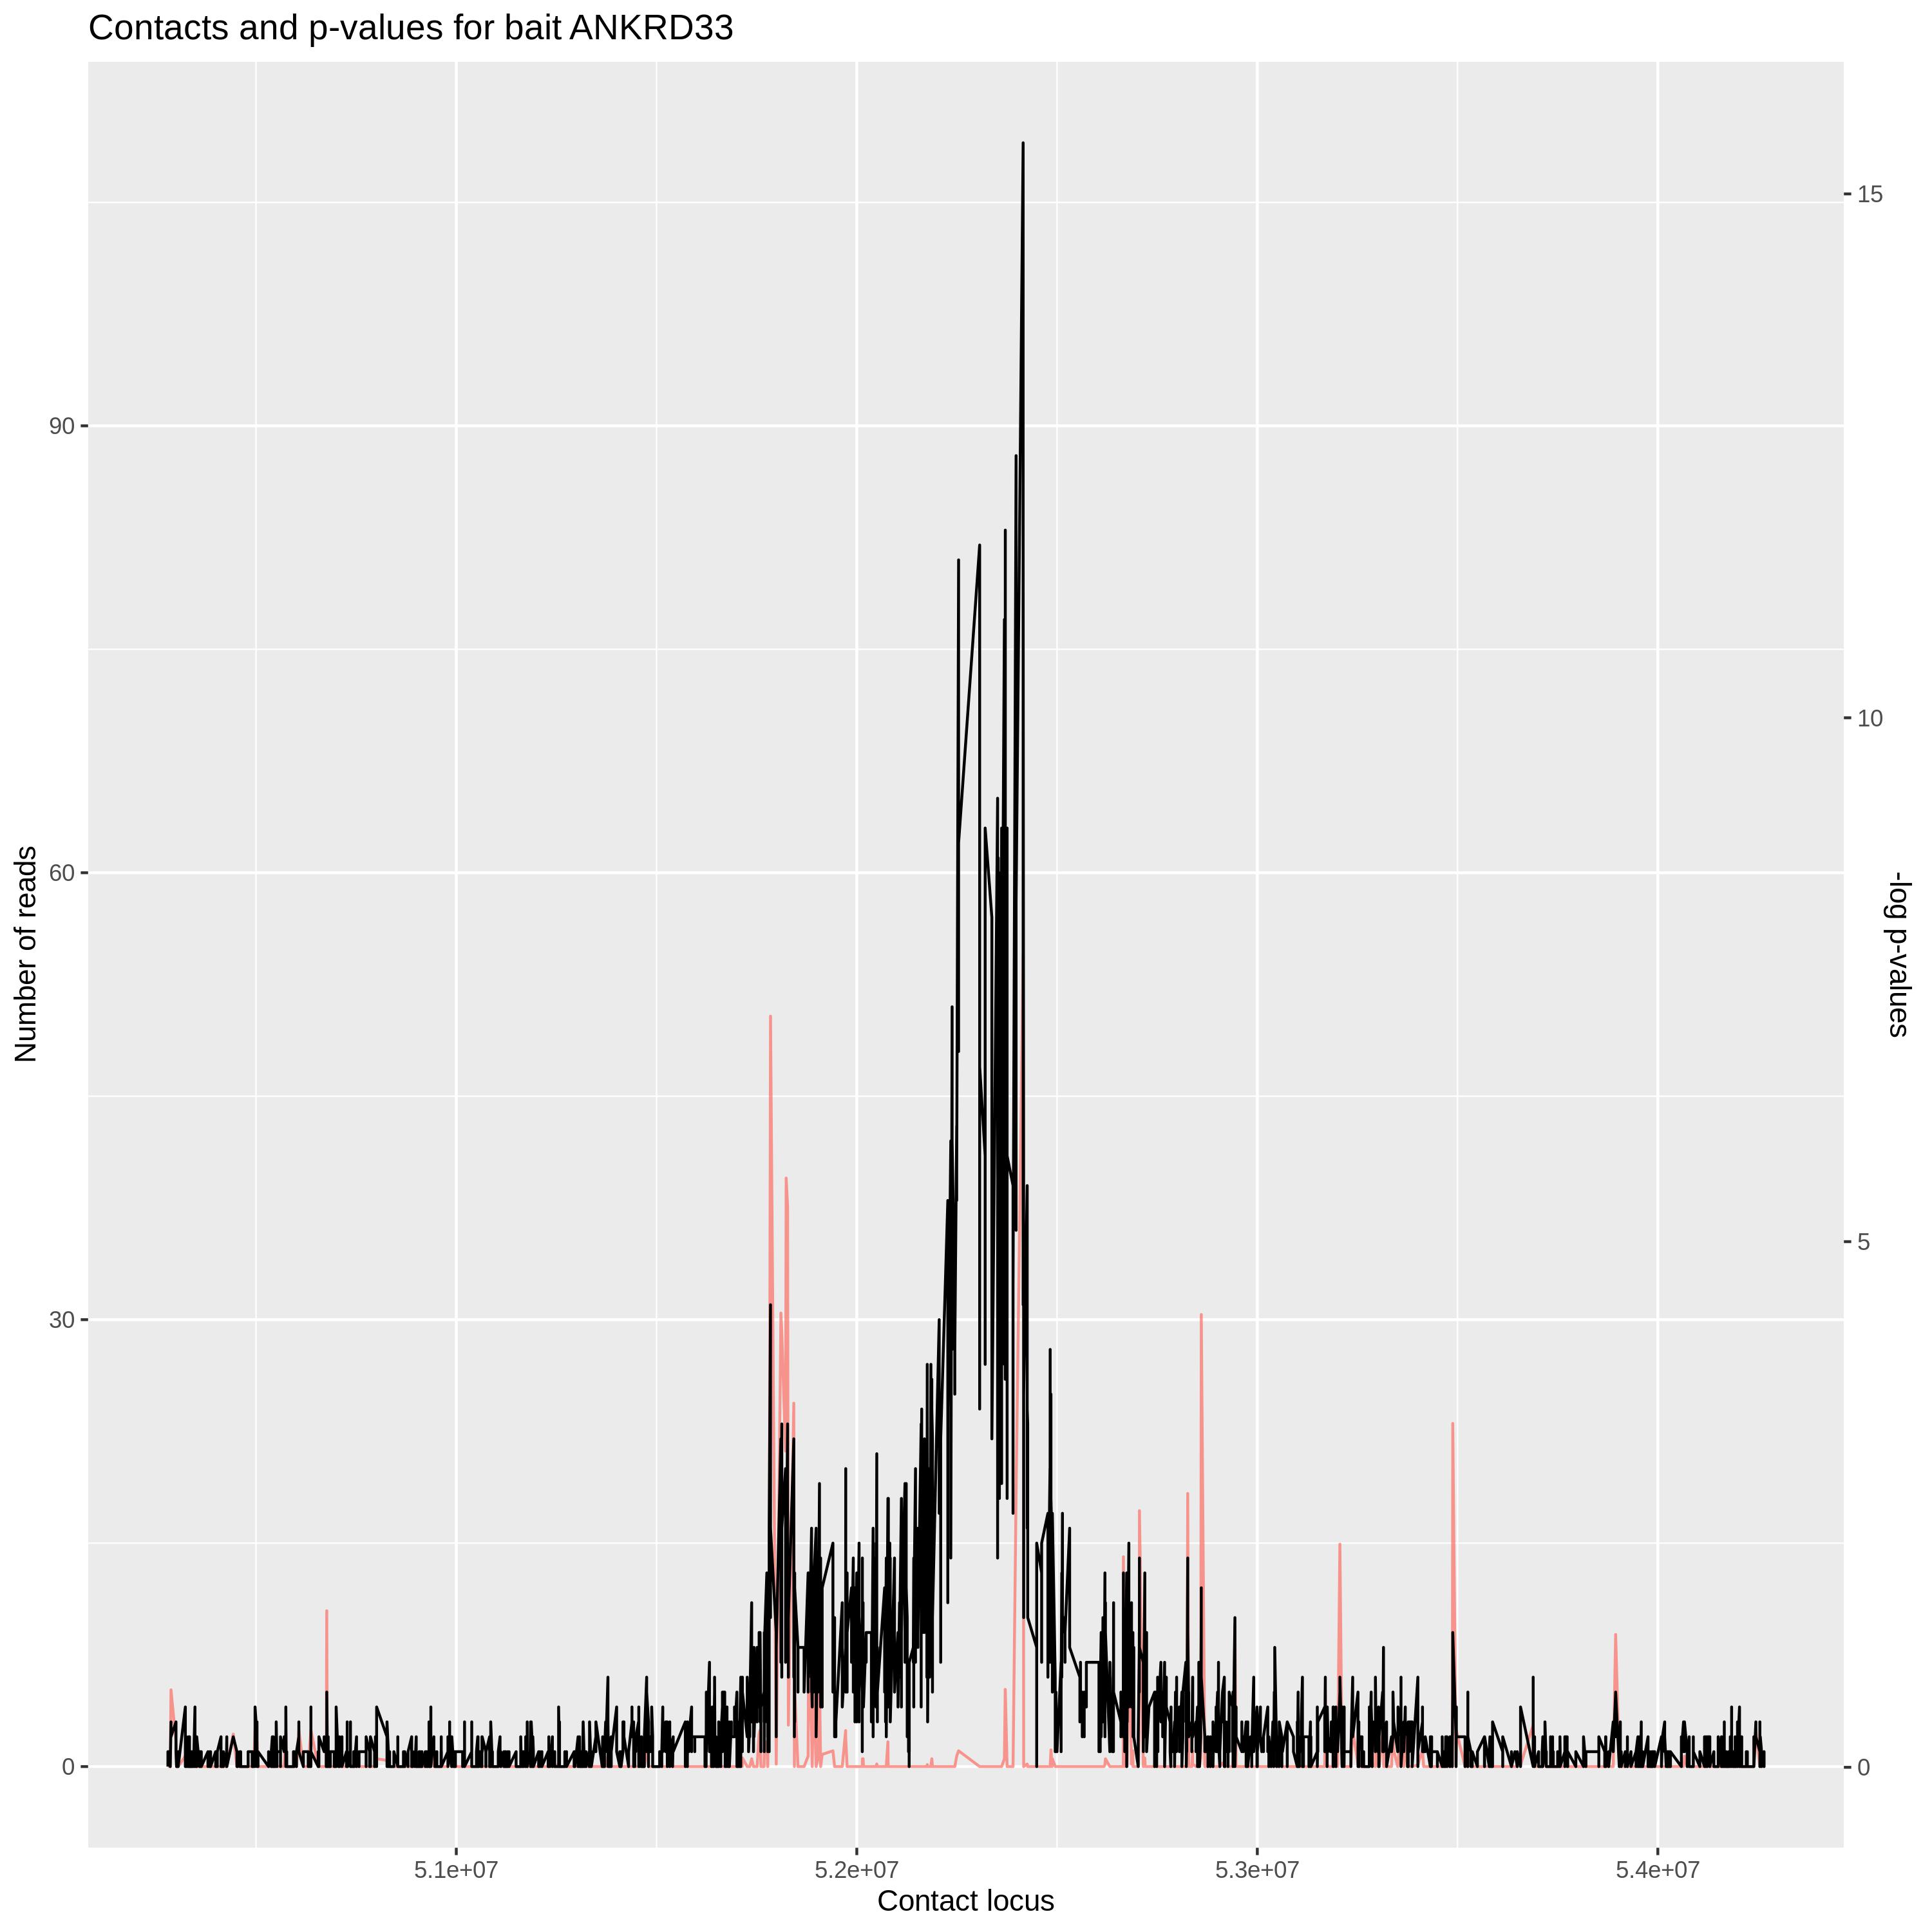 Contacts and p-values for bait ANKRD33
Number of reads
90
60
30
0
15
10
5
0
-log p-values
5.1e+07
5.2e+07
5.3e+07
5.4e+07
Contact locus